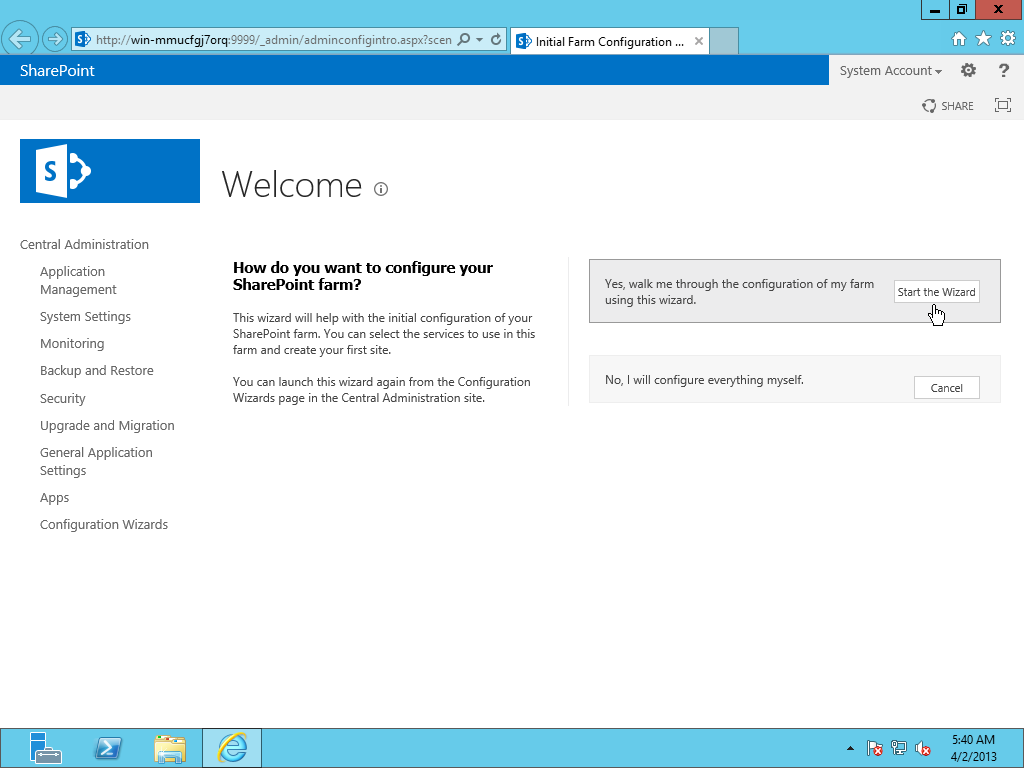 http://win-mmucfgj7orq:9999/_admin/adminconfigintro.aspx?scen
Initial Farm Configuration ...
SharePoint
System Account
SHARE
S
Welcome
Central Administration
Application
Management
System Settings
Monitoring
Backup and Restore
Security
Upgrade and Migration
General Application
Settings
Apps
Configuration Wizards
How do you want to configure your
SharePoint farm?
This wizard will help with the initial configuration of your
SharePoint farm. You can select the services to use in this
farm and create your first site.
You can launch this wizard again from the Configuration
Wizards page in the Central Administration site.
Yes, walk me through the configuration of my farm
using this wizard.
Start the Wizard
No, I will configure everything myself.
Cancel
5:40 AM
4/2/2013